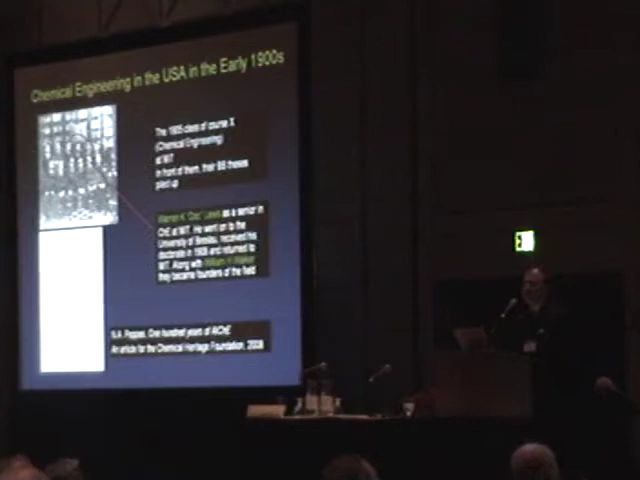 Chemical Engineering in the USA in the Early 1900s
The 1905 class of course X
(Chemical Engineering)
at MIT
in front of them, their BS theses
piled up
Warren K "Doc" Lewis as a senior in
ChE at MIT. He went on to the
University of Breslau, received his
doctorate in 1908 and returned to
MIT. Along with William H Walker
they became founders of the field
N.A. Peppas, One hundred years of AIChE
An article for the Chemical Heritage Foundation, 2008